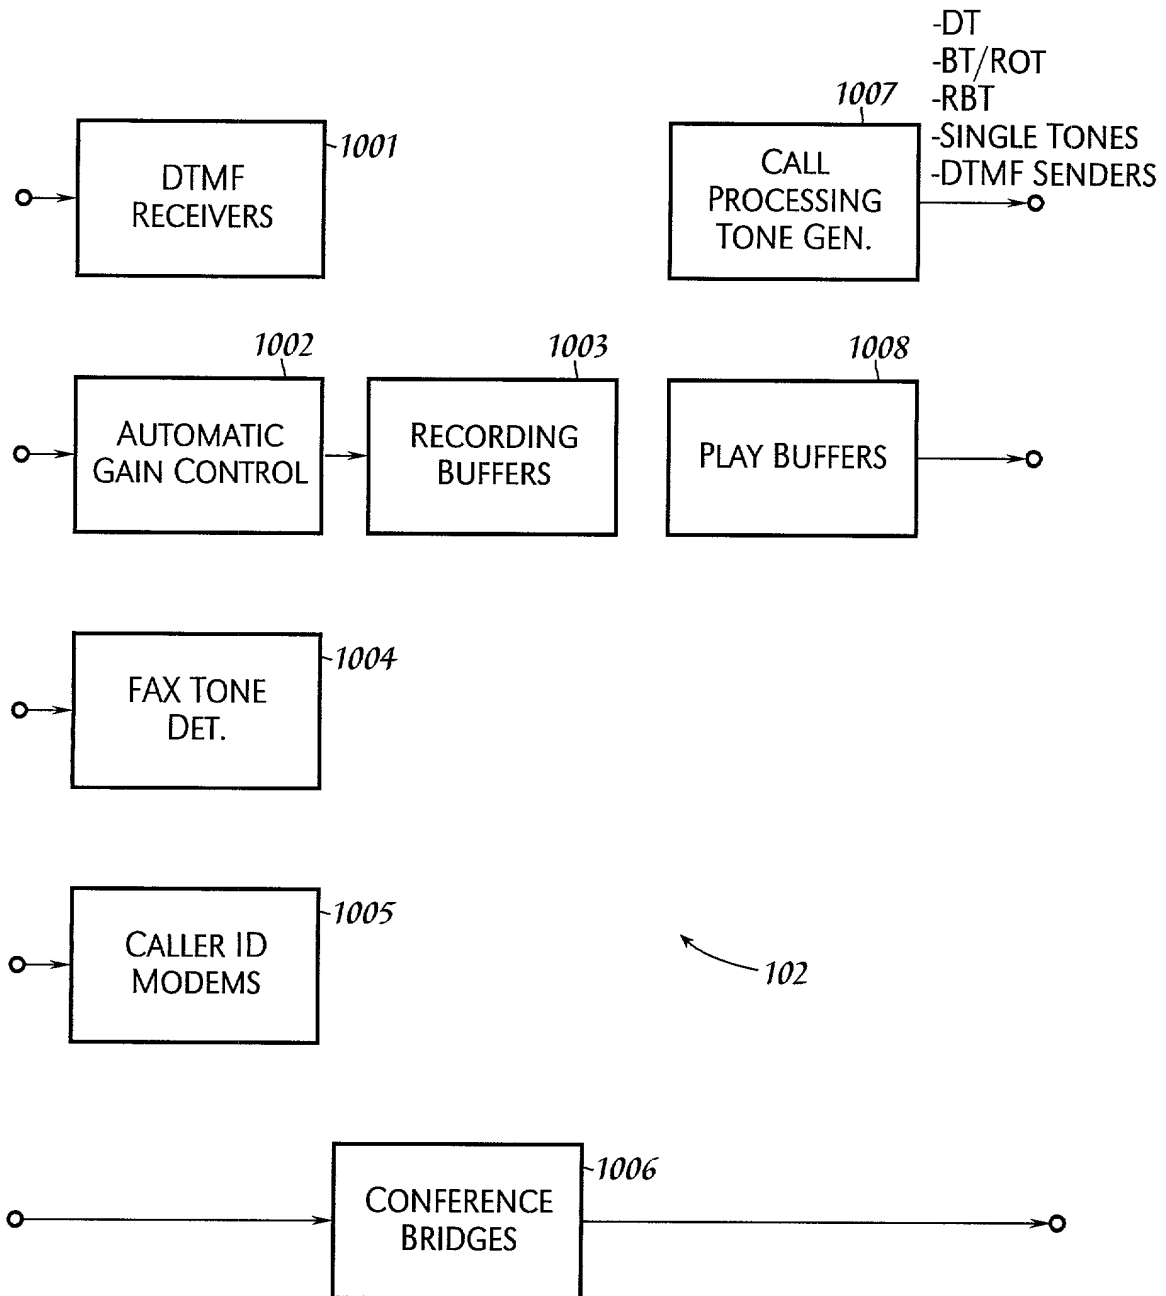 -DT
-BT/ROT
-RBT
-SINGLE TONES
-DTMF SENDERS
1007
1001
DTMF
RECEIVERS
CALL
PROCESSING
TONE GEN.
1002
1003
1008
AUTOMATIC
GAIN CONTROL
RECORDING
BUFFERS
PLAY BUFFERS
1004
FAX TONE
DET.
1005
CALLER ID
MODEMS
102
1006
CONFERENCE
BRIDGES